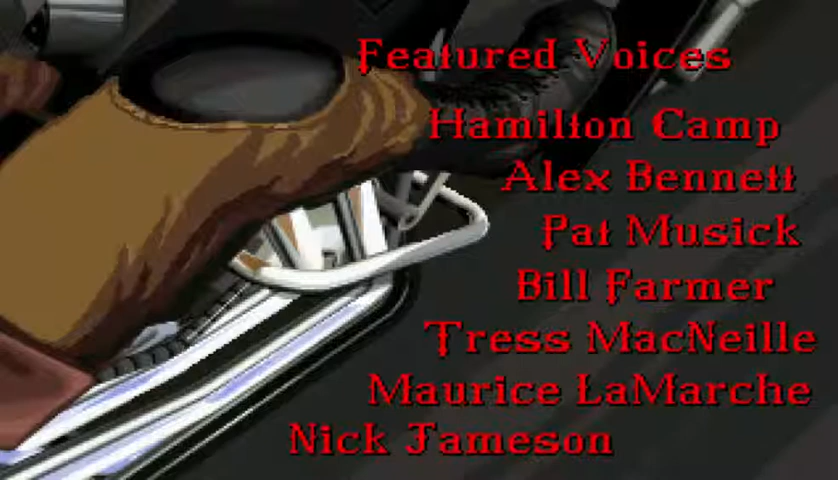 Featured Voices
Hamilton Camp
Alex Bennett
Pat Musick
Bill Farmer
Tress MacNeille
Maurice LaMarche
Nick Jameson